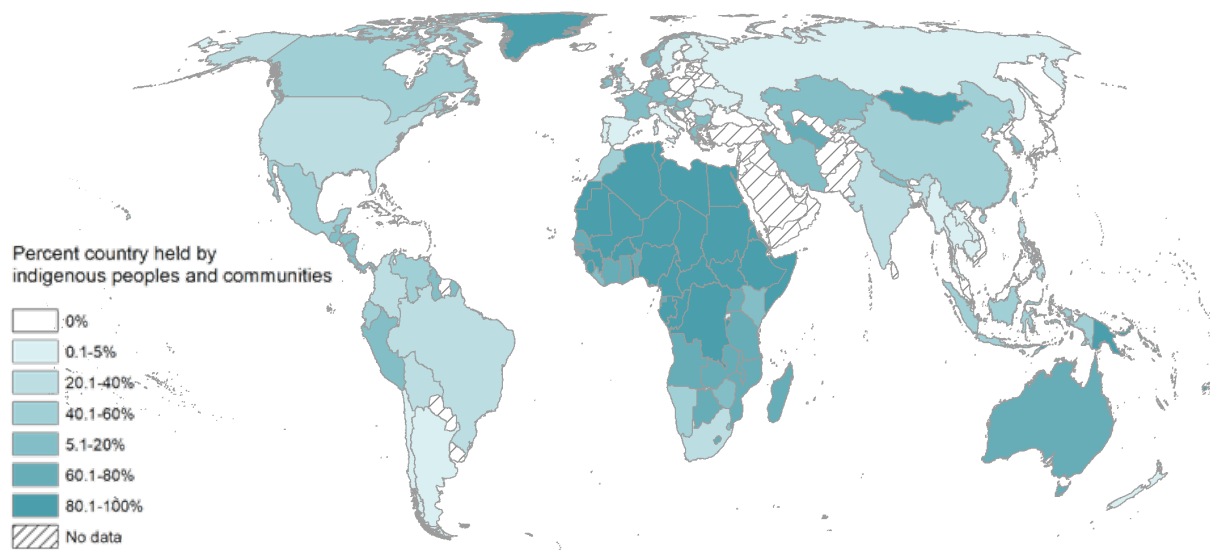 Percent country held by
indigenous peoples and communities
0%
0.1-5%
20.1-40%
40.1-60%
5.1-20%
60.1-80%
80.1-100%
No data